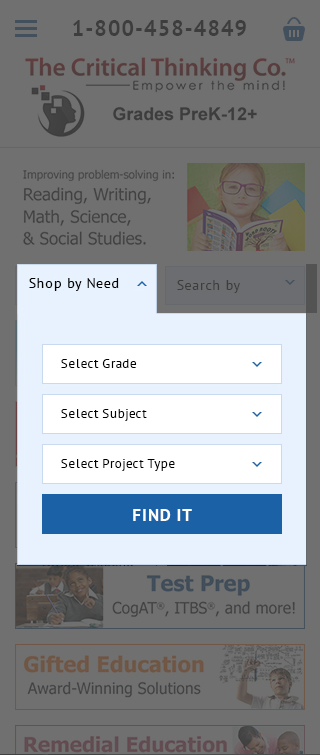 1-800-458-4849
The Critical Thinking Co.™
Empower the mind!
Grades PreK-12+
Improving problem-solving in:
Reading, Writing,
Math, Science,
& Social Studies.
Shop by Need
Search by
Select Grade
Select Subject
Select Project Type
FIND IT
Test Prep
CogAT®, ITBS®, and more!
Gifted Education
Award-Winning Solutions
Remedial Education